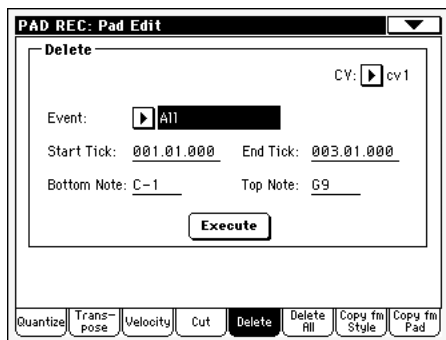 PAD REC: Pad Edit
Delete
CV: cv1
Event: All
Start Tick: 001.01.000 End Tick: 003.01.000
Bottom Note: C-1 Top Note: G9
Execute
Quantize Trans-pose Velocity Cut Delete Delete All Copy fm Style Copy fm Pad